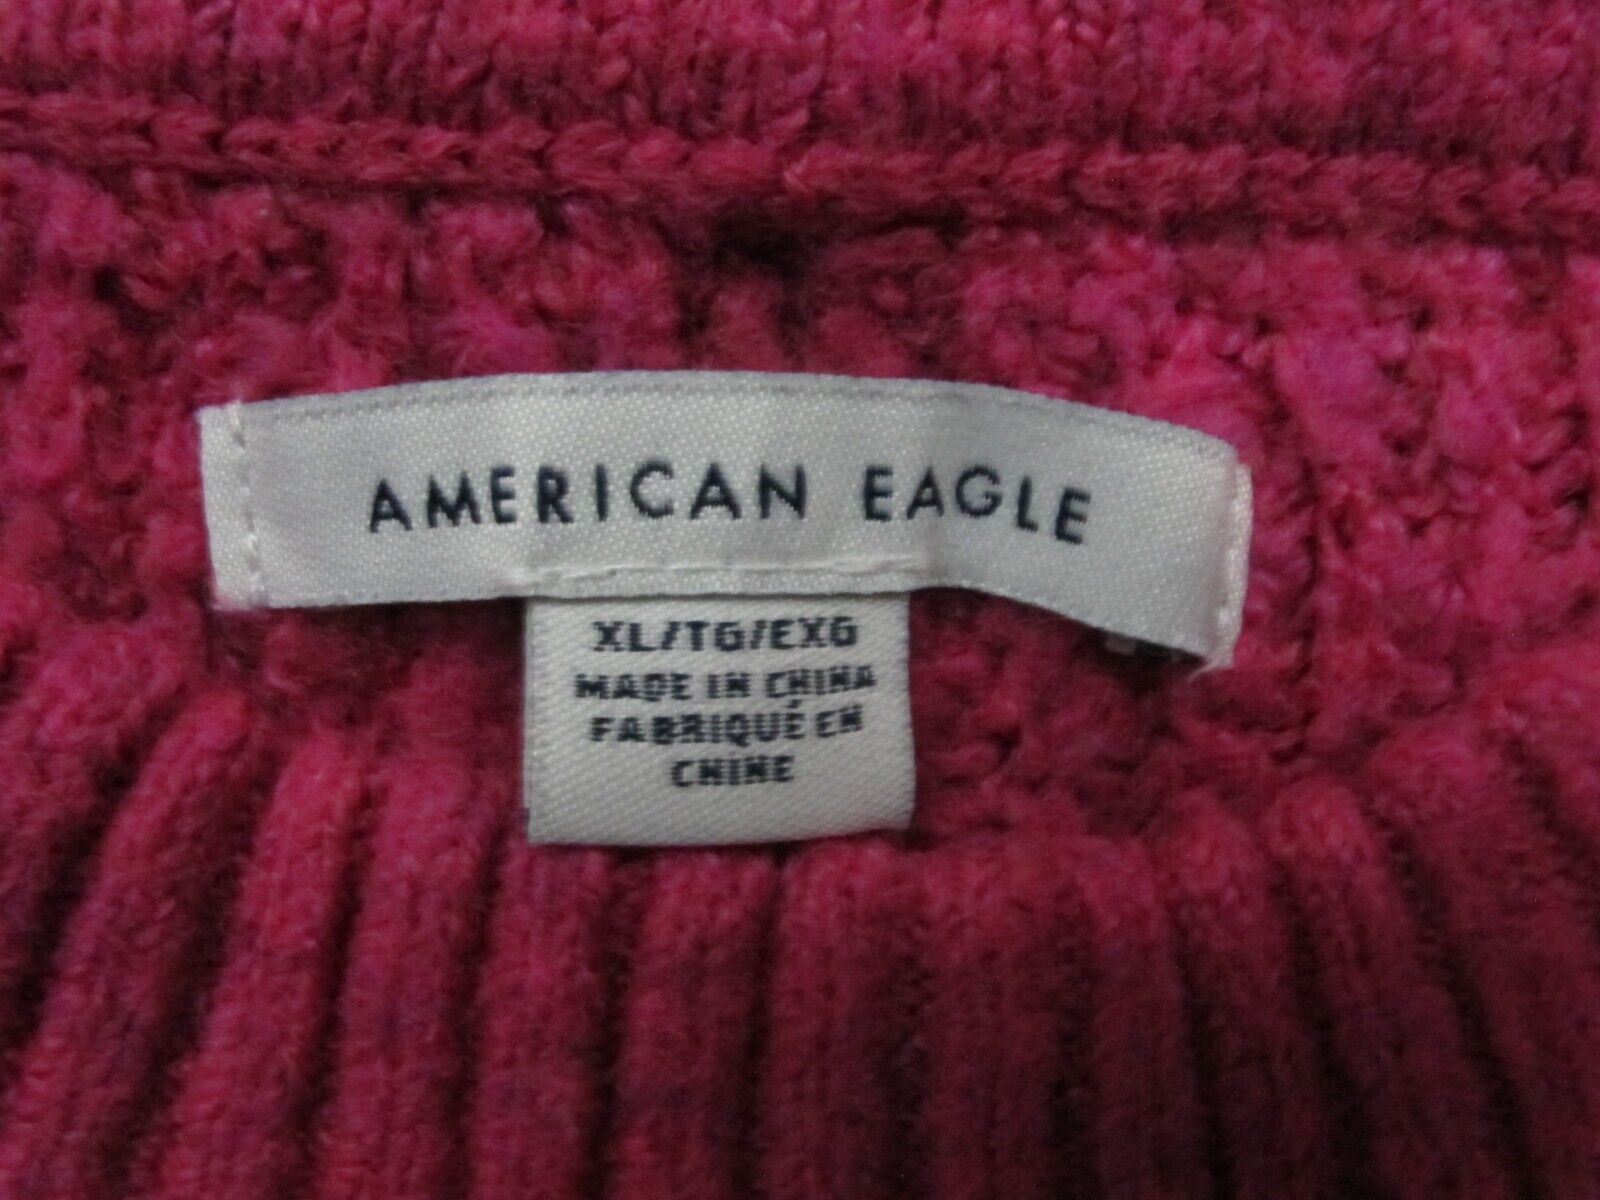 AMERICAN EAGLE
XL/TG/EXG
MADE IN CHINA
FABRIQUÉ EN
CHINE